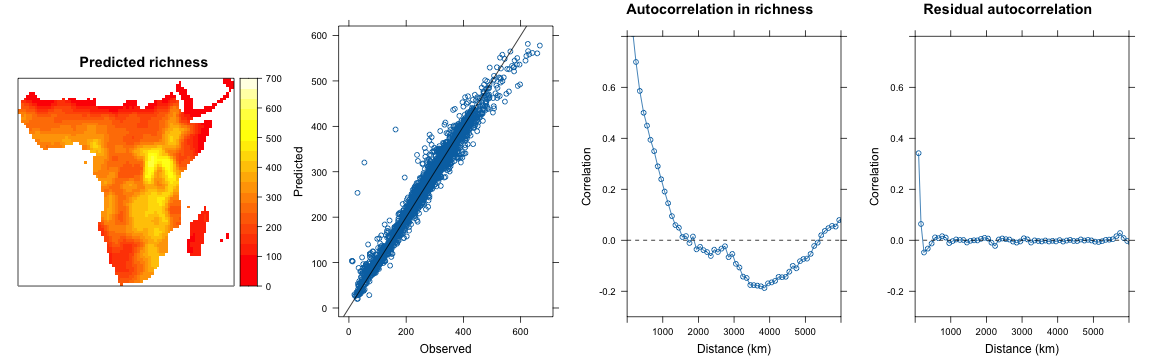 Predicted richness
700
600
500
400
300
200
100
0
600
500
400
300
200
100
0
Predicted
0 200 400 600
Observed
Autocorrelation in richness
0.6
0.4
0.2
0.0
-0.2
Correlation
1000 2000 3000 4000 5000
Distance (km)
Residual autocorrelation
0.6
0.4
0.2
0.0
-0.2
Correlation
1000 2000 3000 4000 5000
Distance (km)